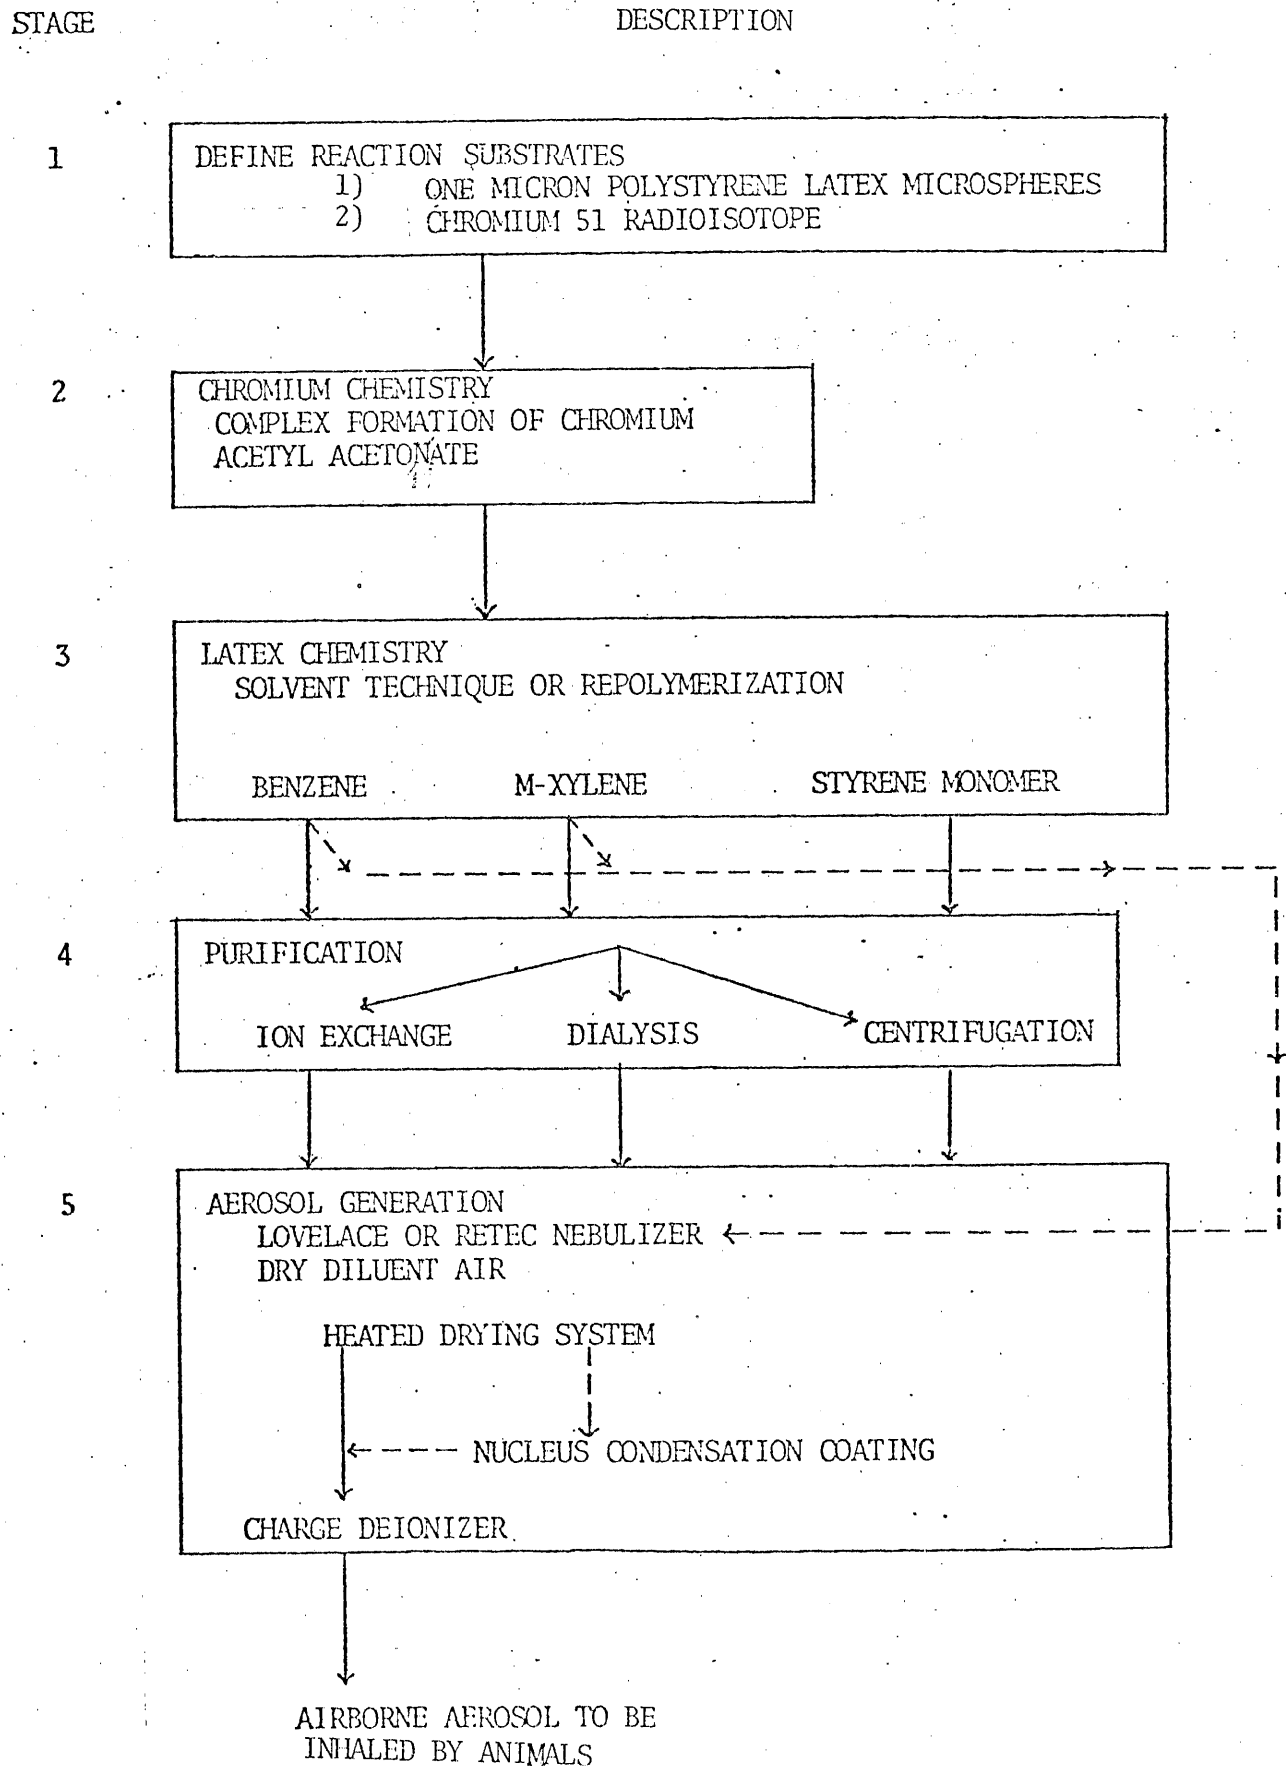 STAGE DESCRIPTION
1 DEFINE REACTION SUBSTRATES
1) ONE MICRON POLYSTYRENE LATEX MICROSPHERES
2) CHROMIUM 51 RADIOISOTOPE
2 CHROMIUM CHEMISTRY
COMPLEX FORMATION OF CHROMIUM
ACETYL ACETONATE
3 LATEX CHEMISTRY
SOLVENT TECHNIQUE OR REPOLYMERIZATION
BENZENE M-XYLENE STYRENE MONOMER
4 PURIFICATION
ION EXCHANGE DIALYSIS CENTRIFUGATION
5 AEROSOL GENERATION
LOVELACE OR RETEC NEBULIZER
DRY DILUENT AIR
HEATED DRYING SYSTEM
NUCLEUS CONDENSATION COATING
CHARGE DEIONIZER
AIRBORNE AEROSOL TO BE
INHALED BY ANIMALS